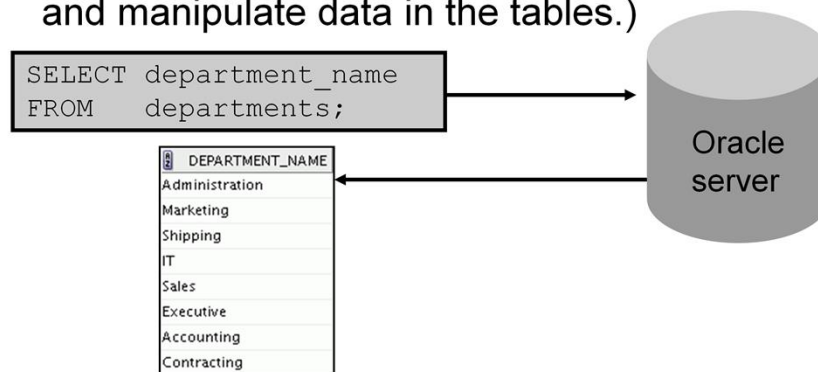 and manipulate data in the tables.)
SELECT department_name
FROM departments;
Oracle
server
DEPARTMENT_NAME
Administration
Marketing
Shipping
IT
Sales
Executive
Accounting
Contracting